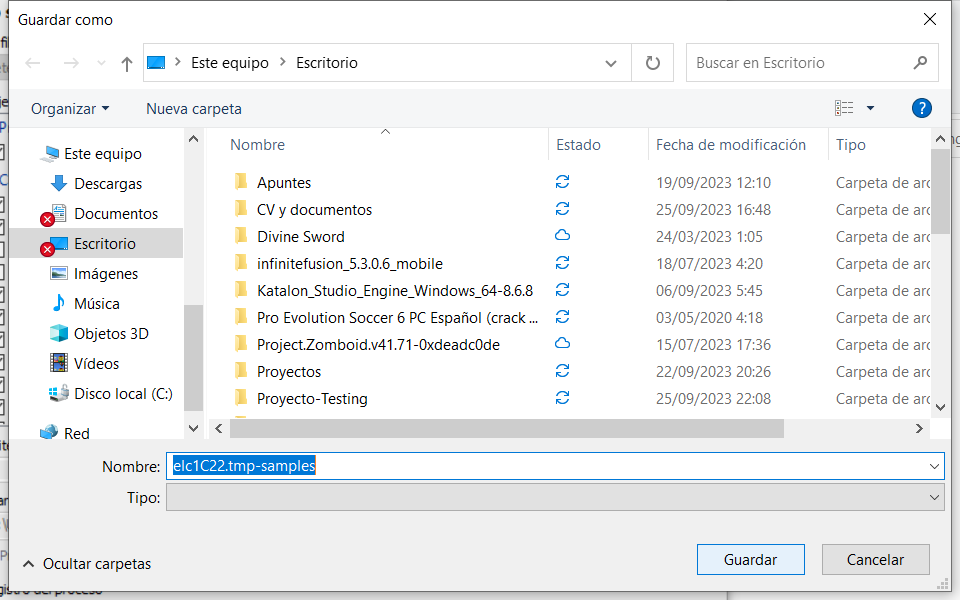 Guardar como
Este equipo > Escritorio
Buscar en Escritorio
Organizar
Nueva carpeta
?
Este equipo
Descargas
Documentos
Escritorio
Imágenes
Música
Objetos 3D
Vídeos
Disco local (C:)
Red
Nombre Estado Fecha de modificación Tipo
Apuntes 19/09/2023 12:10 Carpeta de arc
CV y documentos 25/09/2023 16:48 Carpeta de arc
Divine Sword 24/03/2023 1:05 Carpeta de arc
infinitefusion_5.3.0.6_mobile 18/07/2023 4:20 Carpeta de arc
Katalon_Studio_Engine_Windows_64-8.6.8 06/09/2023 5:45 Carpeta de arc
Pro Evolution Soccer 6 PC Español (crack ... 03/05/2020 4:18 Carpeta de arc
Project.Zomboid.v41.71-0xdeadc0de 15/07/2023 17:36 Carpeta de arc
Proyectos 22/09/2023 20:26 Carpeta de arc
Proyecto-Testing 25/09/2023 22:08 Carpeta de arc
Nombre: elc1C22.tmp-samples
Tipo:
Ocultar carpetas
Guardar
Cancelar